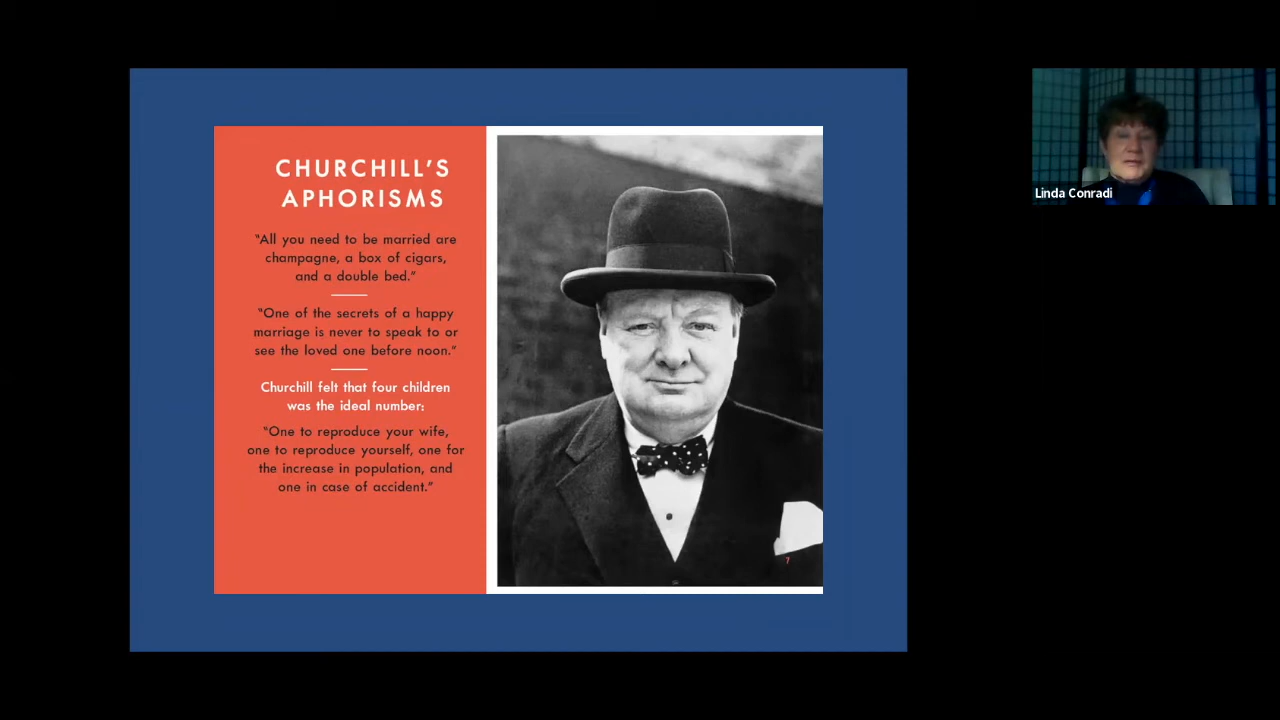 CHURCHILL’S
APHORISMS
“All you need to be married are
champagne, a box of cigars,
and a double bed.”
“One of the secrets of a happy
marriage is never to speak to or
see the loved one before noon.”
Churchill felt that four children
was the ideal number:
“One to reproduce your wife,
one to reproduce yourself, one for
the increase in population, and
one in case of accident.”
7
Linda Conradi